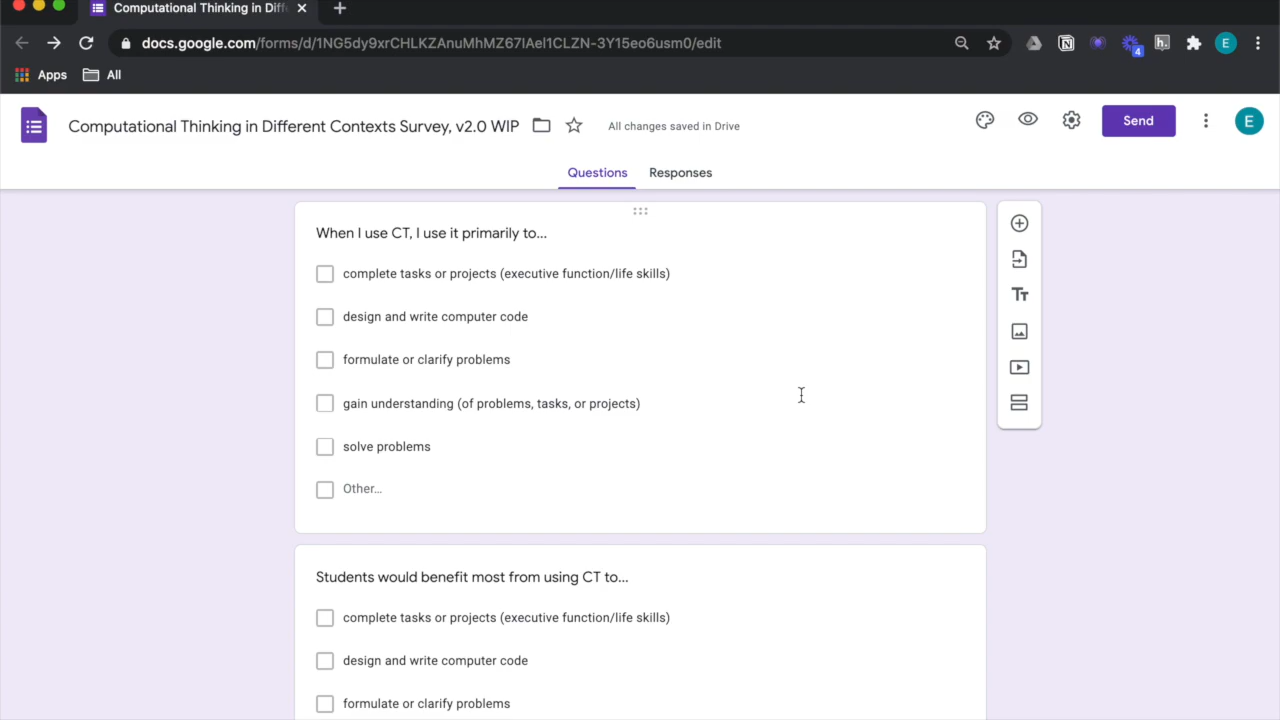 Computational Thinking in Diff
docs.google.com/forms/d/1NG5dy9xrCHLKZAnuMhMZ67IAel1CLZN-3Y15eo6usm0/edit
4
h.
E
Apps
All
Computational Thinking in Different Contexts Survey, v2.0 WIP
All changes saved in Drive
Send
E
Questions
Responses
When I use CT, I use it primarily to...
complete tasks or projects (executive function/life skills)
design and write computer code
formulate or clarify problems
gain understanding (of problems, tasks, or projects)
solve problems
Other...
Students would benefit most from using CT to...
complete tasks or projects (executive function/life skills)
design and write computer code
formulate or clarify problems